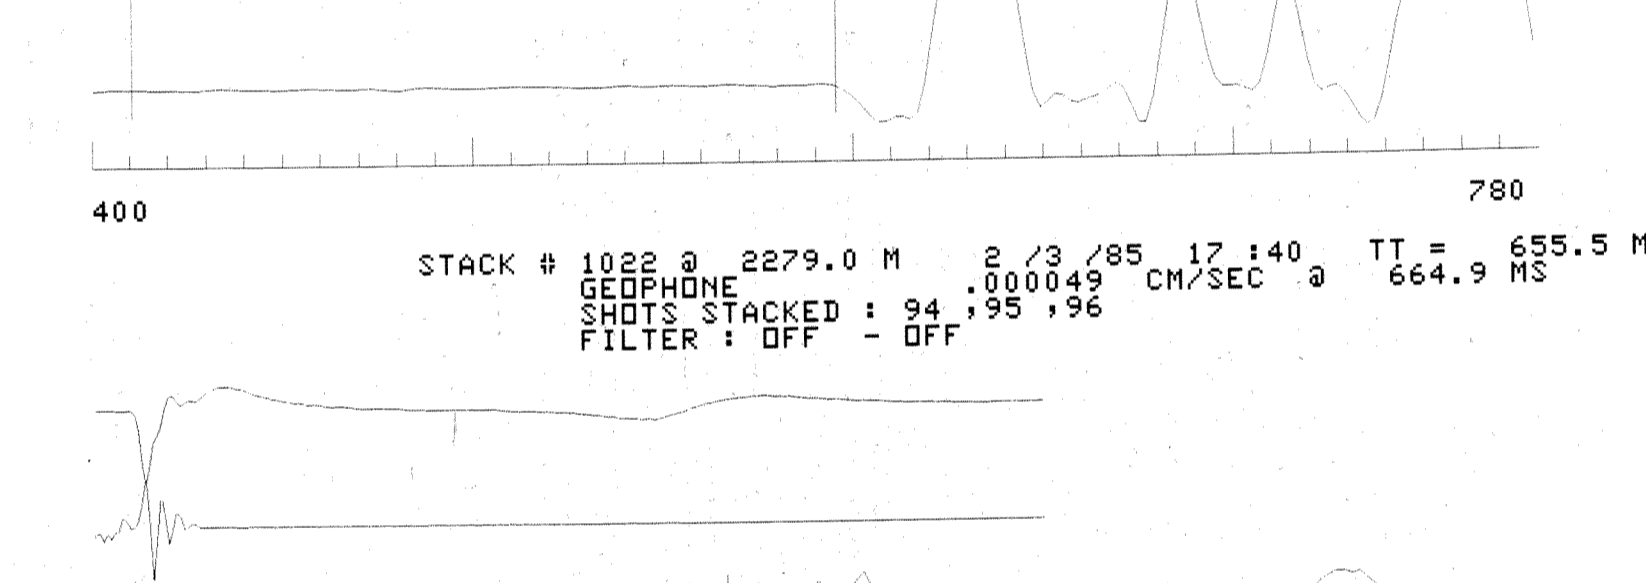 400 780
STACK # 1022 @ 2279.0 M 2 /3 /85 17 :40 TT = 655.5 M
GEOPHONE .000049 CM/SEC @ 664.9 MS
SHOTS STACKED : 94 ,95 ,96
FILTER : OFF - OFF